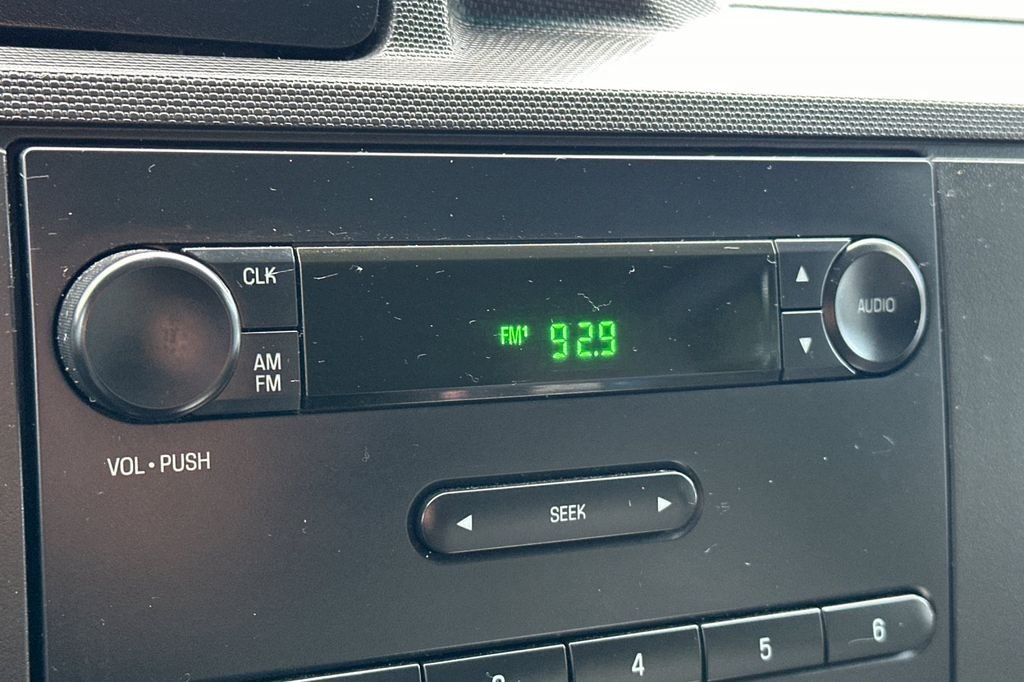 CLK
AM
FM
FM1 92.9
AUDIO
VOL • PUSH
SEEK
4
5
6